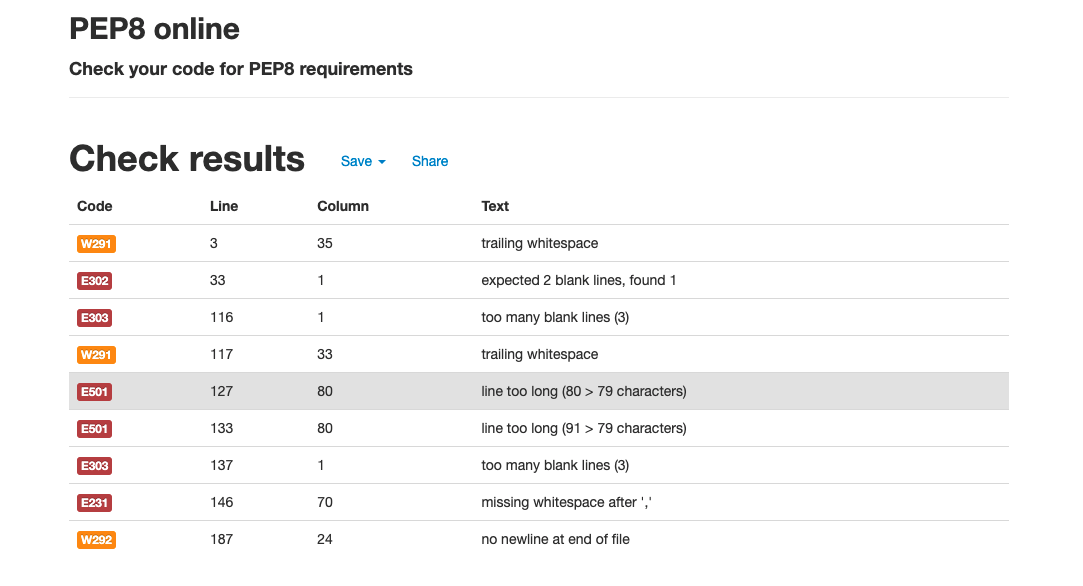 PEP8 online
Check your code for PEP8 requirements
Check results Save Share
Code Line Column Text
W291 3 35 trailing whitespace
E302 33 1 expected 2 blank lines, found 1
E303 116 1 too many blank lines (3)
W291 117 33 trailing whitespace
E501 127 80 line too long (80 > 79 characters)
E501 133 80 line too long (91 > 79 characters)
E303 137 1 too many blank lines (3)
E231 146 70 missing whitespace after ','
W292 187 24 no newline at end of file